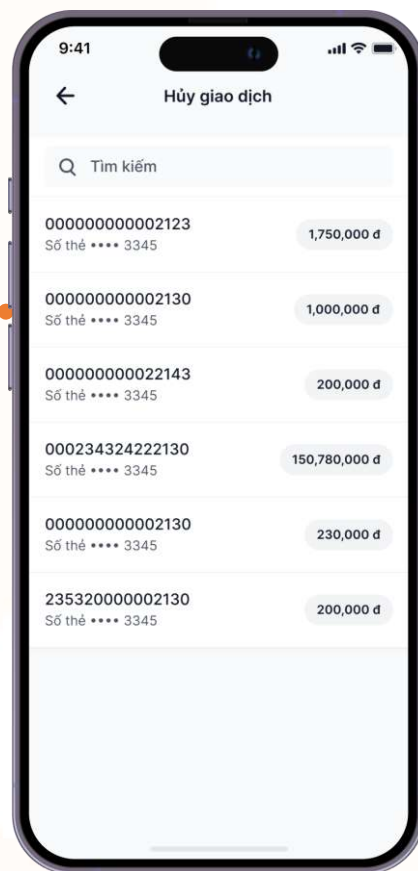 9:41
Hủy giao dịch
Tìm kiếm
000000000002123
Số thẻ •••• 3345
1,750,000 đ
000000000002130
Số thẻ •••• 3345
1,000,000 đ
000000000022143
Số thẻ •••• 3345
200,000 đ
000234324222130
Số thẻ •••• 3345
150,780,000 đ
000000000002130
Số thẻ •••• 3345
230,000 đ
235320000002130
Số thẻ •••• 3345
200,000 đ